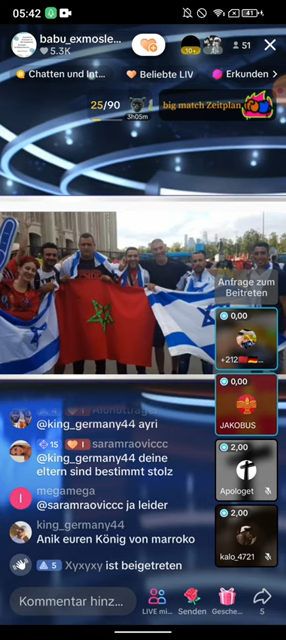 05:42
babu_exmosle...
5.3K
10+
51
Chatten und Int...
Beliebte LIV
Erkunden
25/90
3h05m
big match Zeitplan
Anfrage zum
Beitreten
0,00
+212
0,00
JAKOBUS
2,00
Apologet
2,00
kalo_4721
@king_germany44 ayri
15 1 saramraoviccc
@king_germany44 deine
eltern sind bestimmt stolz
megamega
@saramraoviccc ja leider
king_germany44
Anik euren König von marroko
5 Xyxyxy ist beigetreten
Kommentar hinz...
LIVE mi...
Senden
Gesche...
5